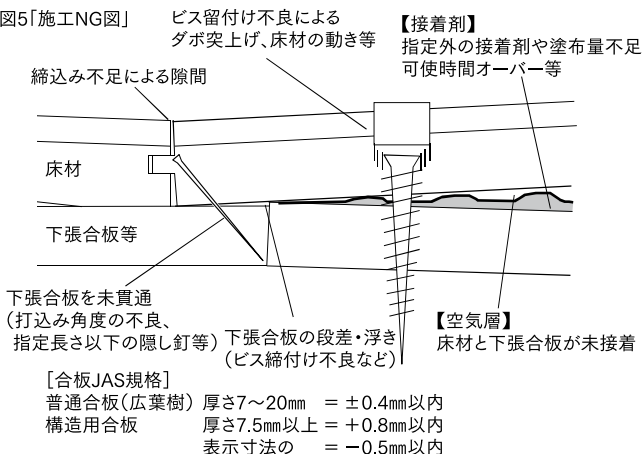 図5「施工NG図」
ビス留付け不良による
ダボ突上げ、床材の動き等
【接着剤】
指定外の接着剤や塗布量不足
可使時間オーバー等
締込み不足による隙間
床材
下張合板等
下張合板を未貫通
(打込み角度の不良、
指定長さ以下の隠し釘等)
下張合板の段差・浮き
(ビス締付け不良など)
【空気層】
床材と下張合板が未接着
[合板JAS規格]
普通合板(広葉樹) 厚さ7〜20mm =±0.4mm以内
構造用合板 厚さ7.5mm以上=+0.8mm以内
表示寸法の =−0.5mm以内